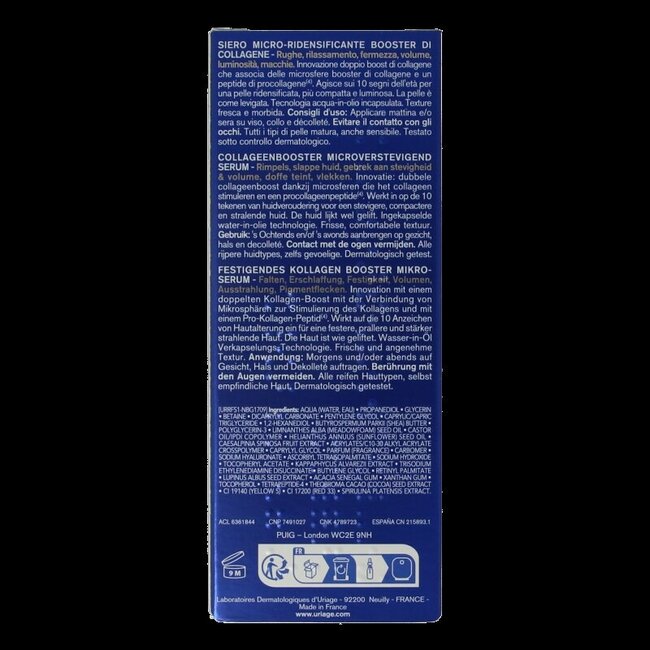 SIERO MICRO-RIDENSIFICANTE BOOSTER DI
COLLAGENE - Rughe, rilassamento, fermezza, volume,
luminosità, macchie. Innovazione doppio boost di collagene
che associa delle microsfere booster di collagene e un
peptide di procollagene⁽⁴⁾. Agisce sui 10 segni dell'età per
una pelle ridensificata, più compatta e luminosa. La pelle è
come levigata. Tecnologia acqua-in-olio incapsulata. Texture
fresca e morbida. Consigli d'uso: Applicare mattina e/o
sera su viso, collo e décolleté. Evitare il contatto con gli
occhi. Tutti i tipi di pelle matura, anche sensibile. Testato
sotto controllo dermatologico.
COLLAGEENBOOSTER MICROVERSTEVIGEND
SERUM - Rimpels, slappe huid, gebrek aan stevigheid
& volume, doffe teint, vlekken. Innovatie: dubbele
collageenboost dankzij microsferen die het collageen
stimuleren en een procollageenpeptide⁽⁴⁾. Werkt in op de 10
tekenen van huidveroudering voor een stevigere, compactere
en stralende huid. De huid lijkt wel gelift. Ingekapselde
water-in-olie technologie. Frisse, comfortabele textuur.
Gebruik: 's Ochtends en/of 's avonds aanbrengen op gezicht,
hals en decolleté. Contact met de ogen vermijden. Alle
rijpere huidtypes, zelfs gevoelige. Dermatologisch getest.
FESTIGENDES KOLLAGEN BOOSTER MIKRO-
SERUM - Falten, Erschlaffung, Festigkeit, Volumen,
Ausstrahlung, Pigmentflecken. Innovation mit einem
doppelten Kollagen-Boost mit der Verbindung von
Mikrosphären zur Stimulierung des Kollagens und mit
einem Pro-Kollagen-Peptid⁽⁴⁾. Wirkt auf die 10 Anzeichen
von Hautalterung ein für eine festere, prallere und stärker
strahlende Haut. Die Haut ist wie geliftet. Wasser-in-Öl
Verkapselungs-Technologie. Frische und angenehme
Textur. Anwendung: Morgens und/oder abends auf
Gesicht, Hals und Dekolleté auftragen. Berührung mit
den Augen vermeiden. Alle reifen Hauttypen, selbst
empfindliche Haut. Dermatologisch getestet.
[URRFS1-NBG1709] Ingredients: AQUA (WATER, EAU) • PROPANEDIOL • GLYCERIN
• BETAINE • DICAPRYLYL CARBONATE • PENTYLENE GLYCOL • CAPRYLIC/CAPRIC
TRIGLYCERIDE • 1,2-HEXANEDIOL • BUTYROSPERMUM PARKII (SHEA) BUTTER •
POLYGLYCERIN-3 • LIMNANTHES ALBA (MEADOWFOAM) SEED OIL • CASTOR
OIL/IPDI COPOLYMER • HELIANTHUS ANNUUS (SUNFLOWER) SEED OIL •
CAESALPINIA SPINOSA FRUIT EXTRACT • ACRYLATES/C10-30 ALKYL ACRYLATE
CROSSPOLYMER • CAPRYLYL GLYCOL • PARFUM (FRAGRANCE) • CARBOMER •
SODIUM HYALURONATE • ASCORBYL TETRAISOPALMITATE • SODIUM HYDROXIDE
• TOCOPHERYL ACETATE • KAPPAPHYCUS ALVAREZII EXTRACT • TRISODIUM
ETHYLENEDIAMINE DISUCCINATE • BUTYLENE GLYCOL • RETINYL PALMITATE
• LUPINUS ALBUS SEED EXTRACT • ACACIA SENEGAL GUM • XANTHAN GUM •
TOCOPHEROL • TETRAPEPTIDE-4 • THEOBROMA CACAO (COCOA) SEED EXTRACT
• CI 19140 (YELLOW 5) • CI 17200 (RED 33) • SPIRULINA PLATENSIS EXTRACT.
ACL 6361844 CNP 7491027 CNK 4789723 ESPAÑA CN 215893.1
PUIG – London WC2E 9NH
9 M
FR
Laboratoires Dermatologiques d'Uriage - 92200 Neuilly - FRANCE -
Made in France
www.uriage.com